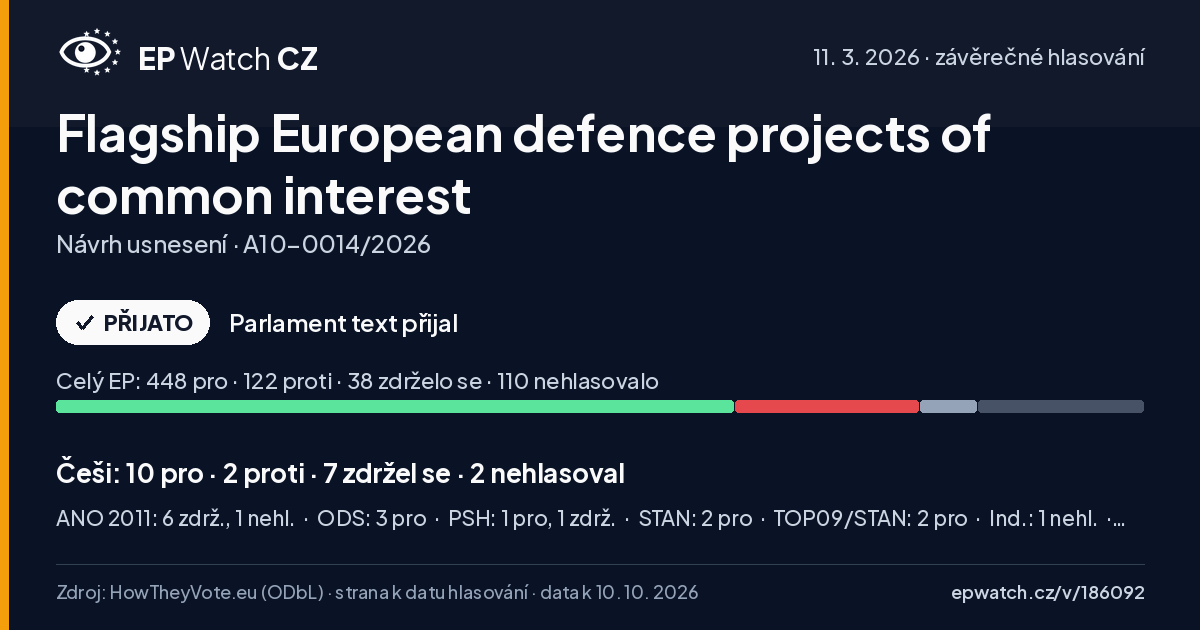 EP Watch CZ
11. 3. 2026 · závěrečné hlasování
Flagship European defence projects of
common interest
Návrh usnesení · A10-0014/2026
✓ PŘIJATO
Parlament text přijal
Celý EP: 448 pro · 122 proti · 38 zdrželo se · 110 nehlasovalo
Češi: 10 pro · 2 proti · 7 zdržel se · 2 nehlasoval
ANO 2011: 6 zdrž., 1 nehl. · ODS: 3 pro · PSH: 1 pro, 1 zdrž. · STAN: 2 pro · TOP09/STAN: 2 pro · Ind.: 1 nehl. ·…
Zdroj: HowTheyVote.eu (ODbL) · strana k datu hlasování · data k 10. 10. 2026
epwatch.cz/v/186092